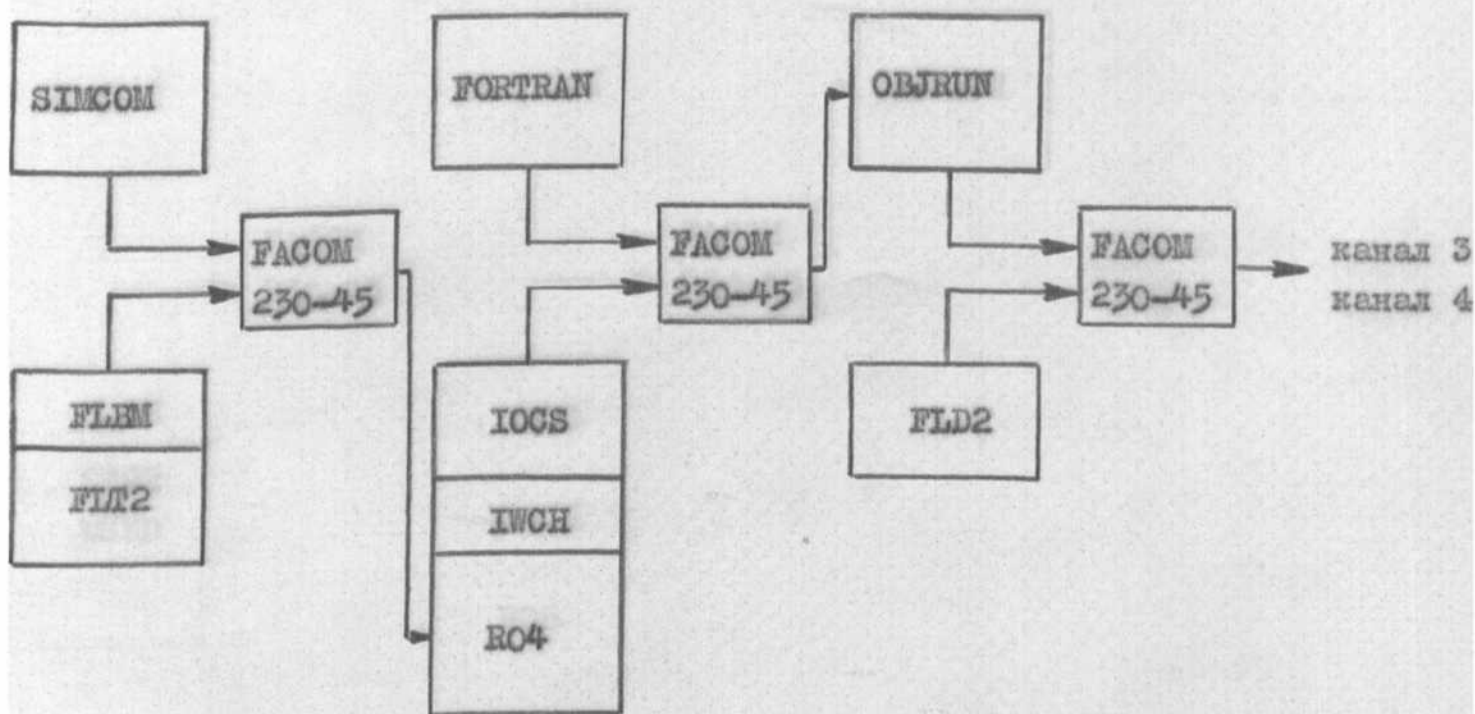 SIMCOM
FORTRAN
OBJRUN
FACOM
230-45
FACOM
230-45
FACOM
230-45
канал 3
канал 4
FLBM
FLT2
IOCS
IWCH
RO4
FLD2